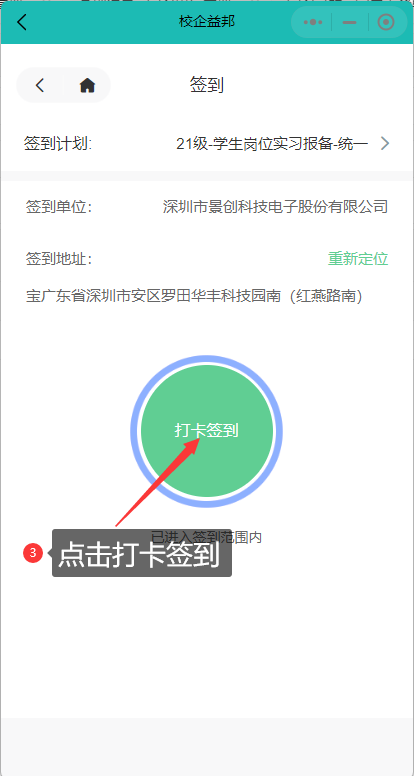 校企益邦
签到
签到计划:
21级-学生岗位实习报备-统一
签到单位:
深圳市景创科技电子股份有限公司
签到地址:
重新定位
宝广东省深圳市安区罗田华丰科技园南（红燕路南）
打卡签到
已进入签到范围内
3
点击打卡签到